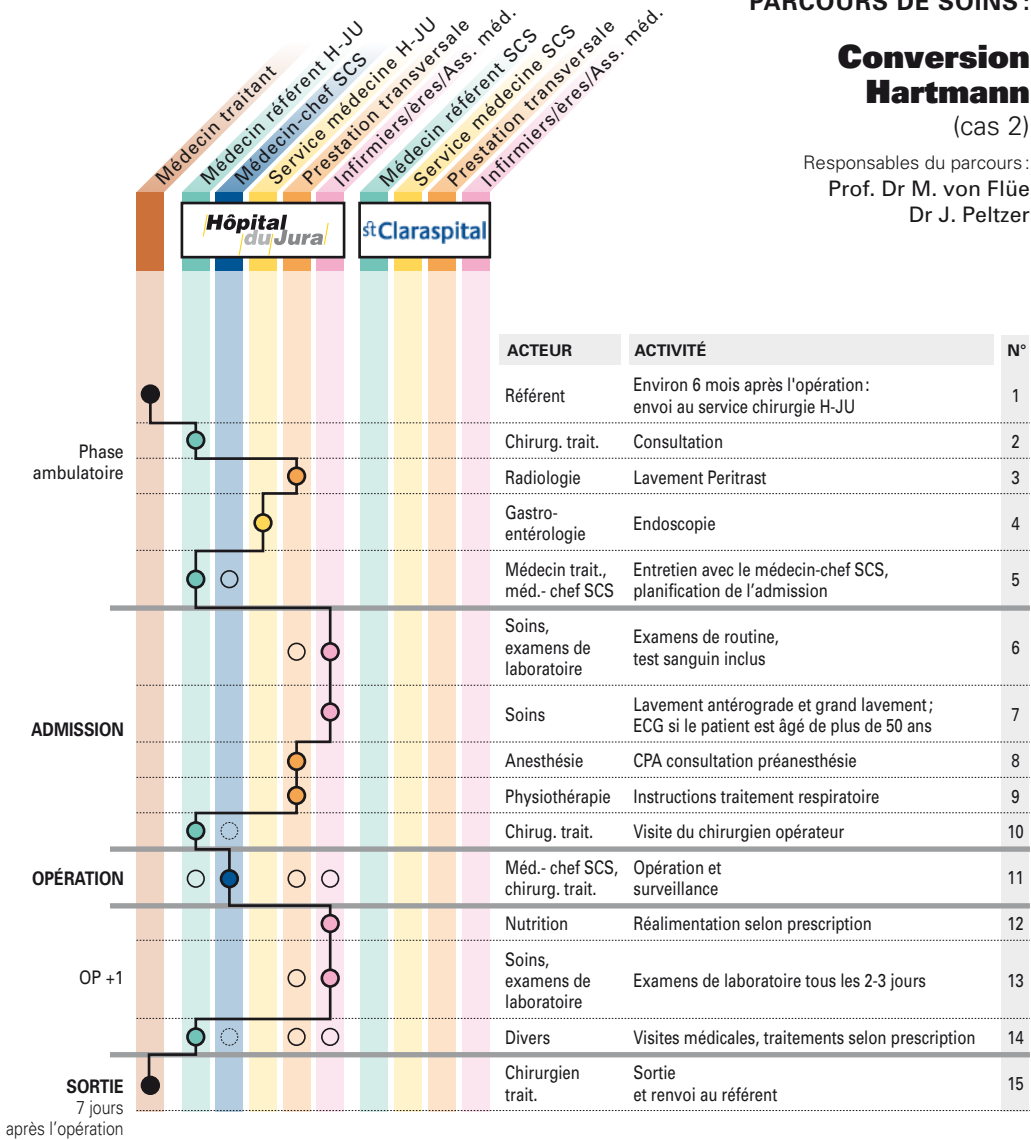 PARCOURS DE SOINS :
Conversion
Hartmann
(cas 2)
Responsables du parcours :
Prof. Dr M. von Flüe
Dr J. Peltzer
Médecin traitant
Médecin référent H-JU
Médecin-chef SCS
Service médecine H-JU
Prestation transversale
Infirmiers/ères/Ass. méd.
Médecin référent SCS
Service médecine SCS
Prestation transversale
Infirmiers/ères/Ass. méd.
Hôpital
du Jura
st Claraspital
ACTEUR ACTIVITÉ N°
Référent Environ 6 mois après l'opération :
envoi au service chirurgie H-JU 1
Phase
ambulatoire
Chirurg. trait. Consultation 2
Radiologie Lavement Peritrast 3
Gastro-
entérologie Endoscopie 4
Médecin trait., Entretien avec le médecin-chef SCS,
méd.- chef SCS planification de l'admission 5
ADMISSION
Soins,
examens de
laboratoire
Examens de routine,
test sanguin inclus 6
Soins Lavement antérograde et grand lavement ;
ECG si le patient est âgé de plus de 50 ans 7
Anesthésie CPA consultation préanesthésie 8
Physiothérapie Instructions traitement respiratoire 9
Chirug. trait. Visite du chirurgien opérateur 10
OPÉRATION
Méd.- chef SCS, Opération et
chirurg. trait. surveillance 11
OP +1
Nutrition Réalimentation selon prescription 12
Soins,
examens de
laboratoire
Examens de laboratoire tous les 2-3 jours 13
Divers Visites médicales, traitements selon prescription 14
SORTIE
7 jours
après l'opération
Chirurgien Sortie
trait. et renvoi au référent 15